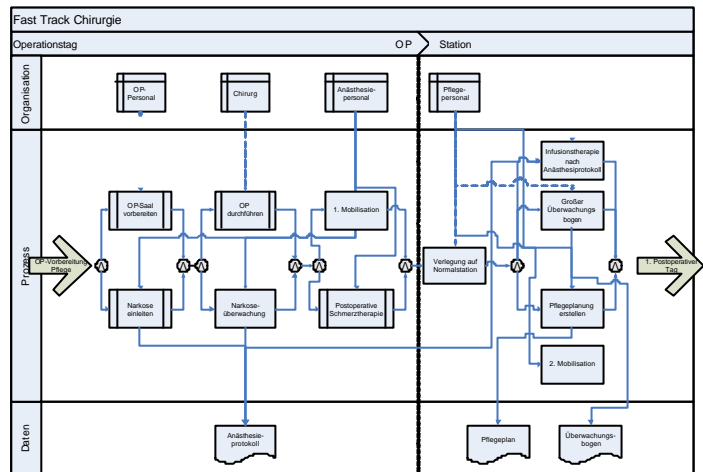 Fast Track Chirurgie
Operationstag
OP
Station
Organisation
OP-
Personal
Chirurg
Anästhesie-
personal
Pflege-
personal
Prozess
OP-Vorbereitung
Pflege
OP-Saal
vorbereiten
OP
durchführen
1. Mobilisation
Narkose
einleiten
Narkose-
überwachung
Postoperative
Schmerztherapie
Verlegung auf
Normalstation
Infusionstherapie
nach
Anästhesiprotokoll
Großer
Überwachungs
bogen
Pflegeplanung
erstellen
2. Mobilisation
1. Postoperativer
Tag
Daten
Anästhesie-
protokoll
Pflegeplan
Überwachungs-
bogen